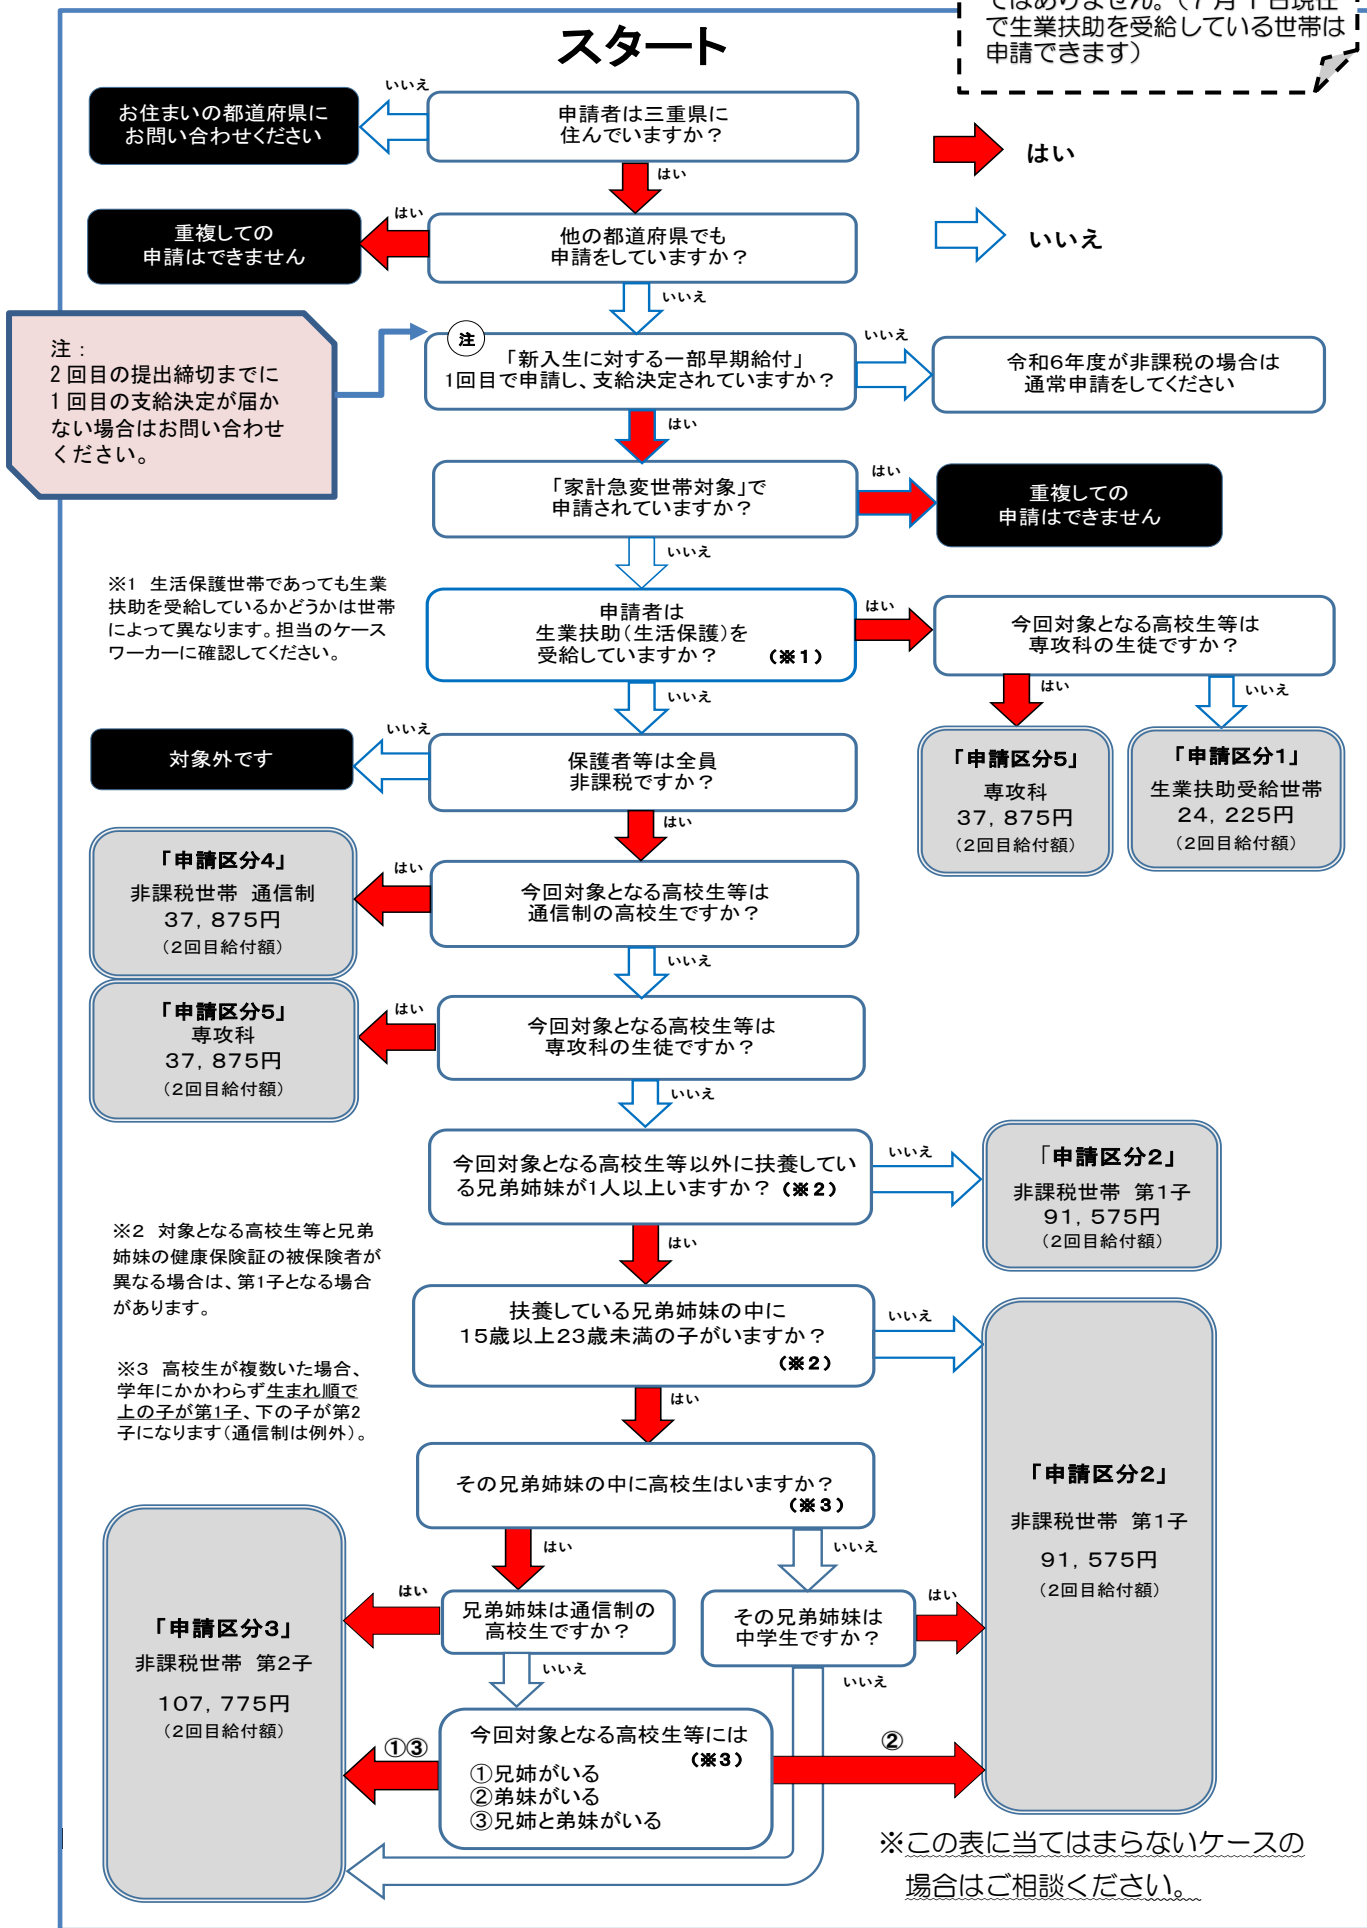 で生業扶助を受給している世帯は
申請できます）
スタート
いいえ
お住まいの都道府県に
お問い合わせください
申請者は三重県に
住んでいますか？
はい
はい
いいえ
はい
重複しての
申請はできません
他の都道府県でも
申請をしていますか？
いいえ
注：
2回目の提出締切までに
1回目の支給決定が届か
ない場合はお問い合わせ
ください。
注
「新入生に対する一部早期給付」
1回目で申請し、支給決定されていますか？
いいえ
令和6年度が非課税の場合は
通常申請をしてください
はい
「家計急変世帯対象」で
申請されていますか？
はい
重複しての
申請はできません
いいえ
※1　生活保護世帯であっても生業
扶助を受給しているかどうかは世帯
によって異なります。担当のケース
ワーカーに確認してください。
申請者は
生業扶助（生活保護）を
受給していますか？　（※1）
はい
今回対象となる高校生等は
専攻科の生徒ですか？
はい
いいえ
「申請区分5」
専攻科
37，875円
（2回目給付額）
「申請区分1」
生業扶助受給世帯
24，225円
（2回目給付額）
いいえ
いいえ
対象外です
保護者等は全員
非課税ですか？
はい
「申請区分4」
非課税世帯　通信制
37，875円
（2回目給付額）
はい
今回対象となる高校生等は
通信制の高校生ですか？
いいえ
「申請区分5」
専攻科
37，875円
（2回目給付額）
はい
今回対象となる高校生等は
専攻科の生徒ですか？
いいえ
今回対象となる高校生等以外に扶養してい
る兄弟姉妹が1人以上いますか？（※2）
いいえ
「申請区分2」
非課税世帯　第1子
91，575円
（2回目給付額）
はい
※2　対象となる高校生等と兄弟
姉妹の健康保険証の被保険者が
異なる場合は、第1子となる場合
があります。
扶養している兄弟姉妹の中に
15歳以上23歳未満の子がいますか？
（※2）
いいえ
はい
※3　高校生が複数いた場合、
学年にかかわらず生まれ順で
上の子が第1子、下の子が第2
子になります（通信制は例外）。
その兄弟姉妹の中に高校生はいますか？
（※3）
「申請区分2」
非課税世帯　第1子
91，575円
（2回目給付額）
はい
いいえ
はい
兄弟姉妹は通信制の
高校生ですか？
その兄弟姉妹は
中学生ですか？
はい
いいえ
いいえ
「申請区分3」
非課税世帯　第2子
107，775円
（2回目給付額）
①③
今回対象となる高校生等には
（※3）
①兄姉がいる
②弟妹がいる
③兄姉と弟妹がいる
②
※この表に当てはまらないケースの
場合はご相談ください。